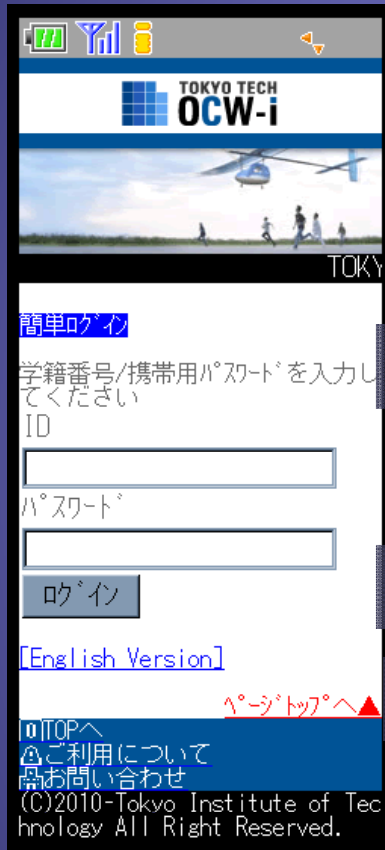 TOKYO TECH
OCW-i
TOKY
簡単ﾛｸﾞｲﾝ
学籍番号/携帯用ﾊﾟｽﾜｰﾄﾞを入力し
てください
ID
ﾊﾟｽﾜｰﾄﾞ
ﾛｸﾞｲﾝ
[English Version]
ﾍﾟｰｼﾞﾄｯﾌﾟへ▲
0TOPへ
ご利用について
お問い合わせ
(C)2010-Tokyo Institute of Tec
hnology All Right Reserved.